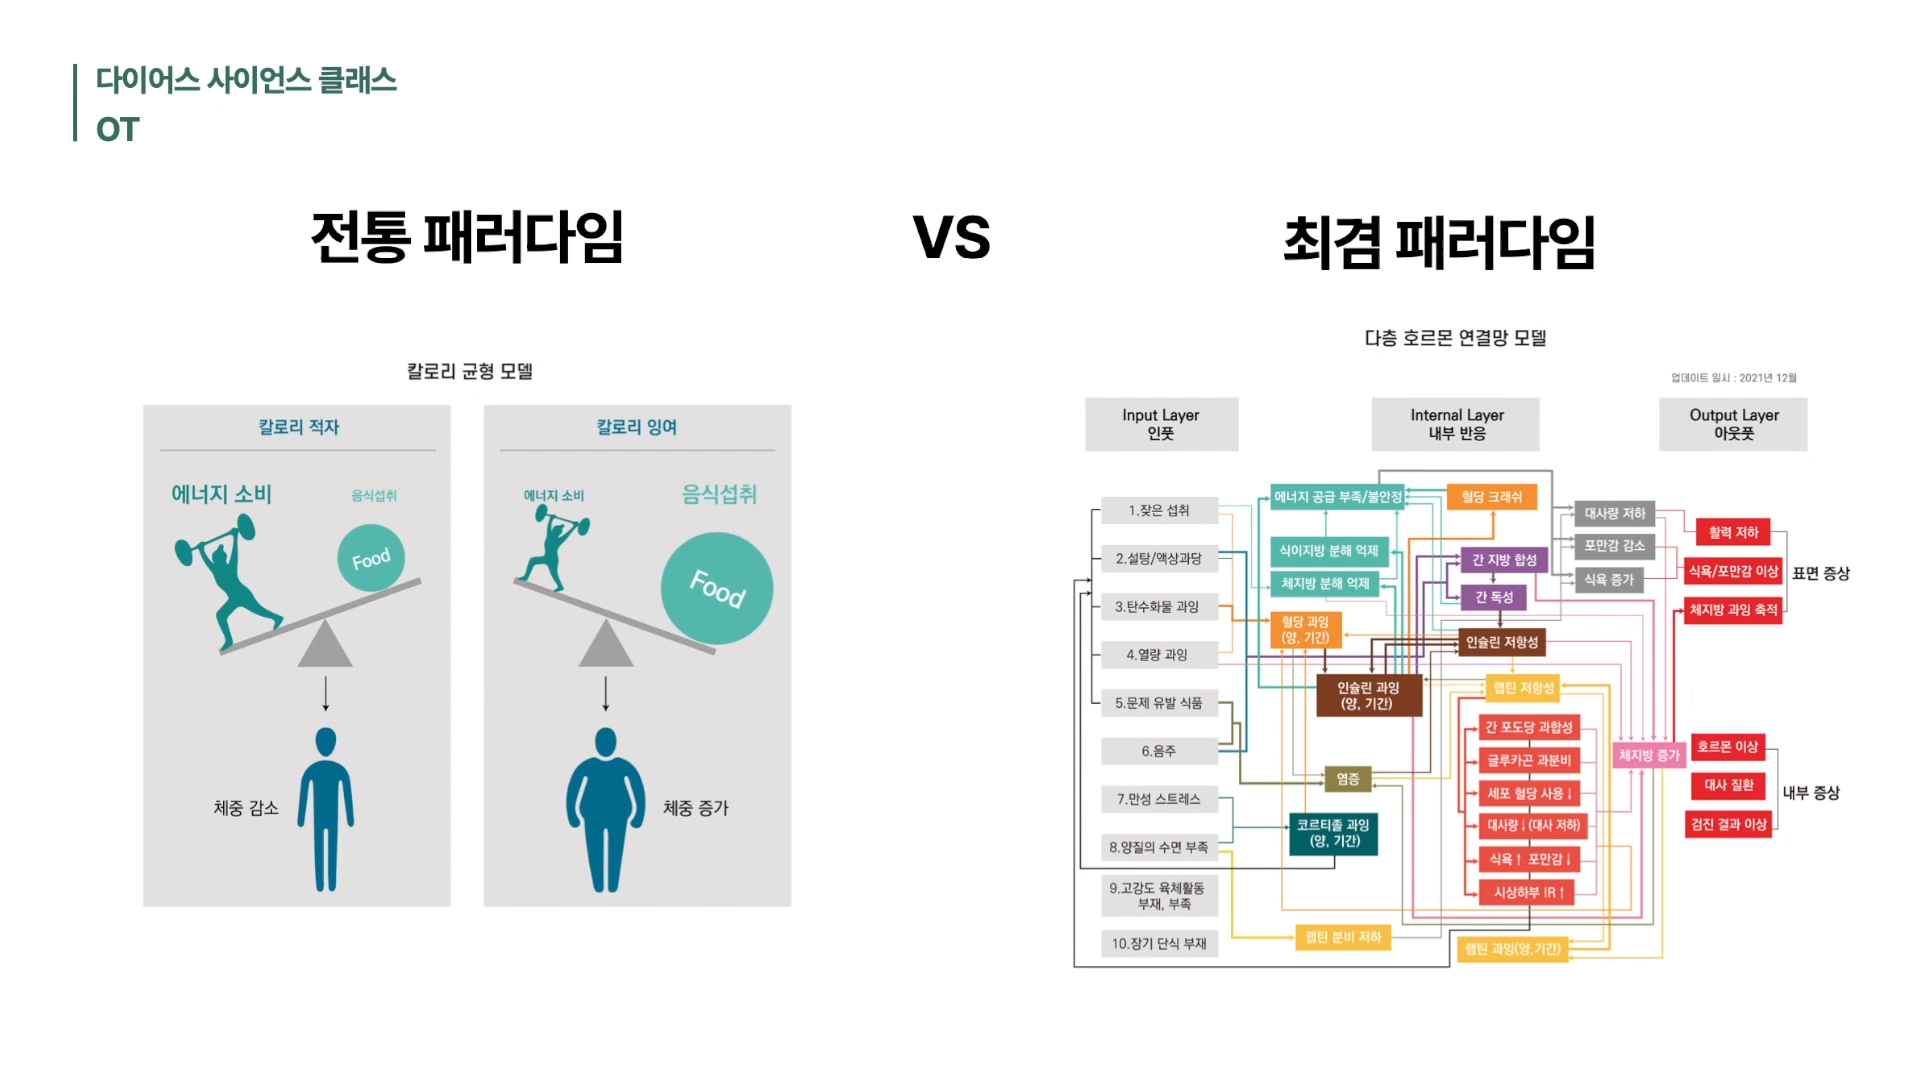 다이어스 사이언스 클래스
OT
전통 패러다임
VS
최겸 패러다임
칼로리 균형 모델
칼로리 적자
에너지 소비
음식섭취
Food
체중 감소
칼로리 잉여
에너지 소비
음식섭취
Food
체중 증가
다층 호르몬 연결망 모델
업데이트 일시 : 2021년 12월
Input Layer
인풋
Internal Layer
내부 반응
Output Layer
아웃풋
1.잦은 섭취
2.설탕/액상과당
3.탄수화물 과잉
4.열량 과잉
5.문제 유발 식품
6.음주
7.만성 스트레스
8.양질의 수면 부족
9.고강도 육체활동
부재, 부족
10.장기 단식 부재
에너지 공급 부족/불안정
혈당 크래쉬
식이지방 분해 억제
체지방 분해 억제
간 지방 합성
간 독성
혈당 과잉
(양, 기간)
인슐린 저항성
인슐린 과잉
(양, 기간)
랩틴 저항성
간 포도당 과합성
글루카곤 과분비
세포 혈당 사용↓
대사량↓(대사 저하)
식욕↑ 포만감↓
시상하부 IR↑
염증
코르티졸 과잉
(양, 기간)
랩틴 분비 저하
랩틴 과잉(양,기간)
대사량 저하
포만감 감소
식욕 증가
체지방 증가
활력 저하
식욕/포만감 이상
체지방 과잉 축적
표면 증상
호르몬 이상
대사 질환
검진 결과 이상
내부 증상